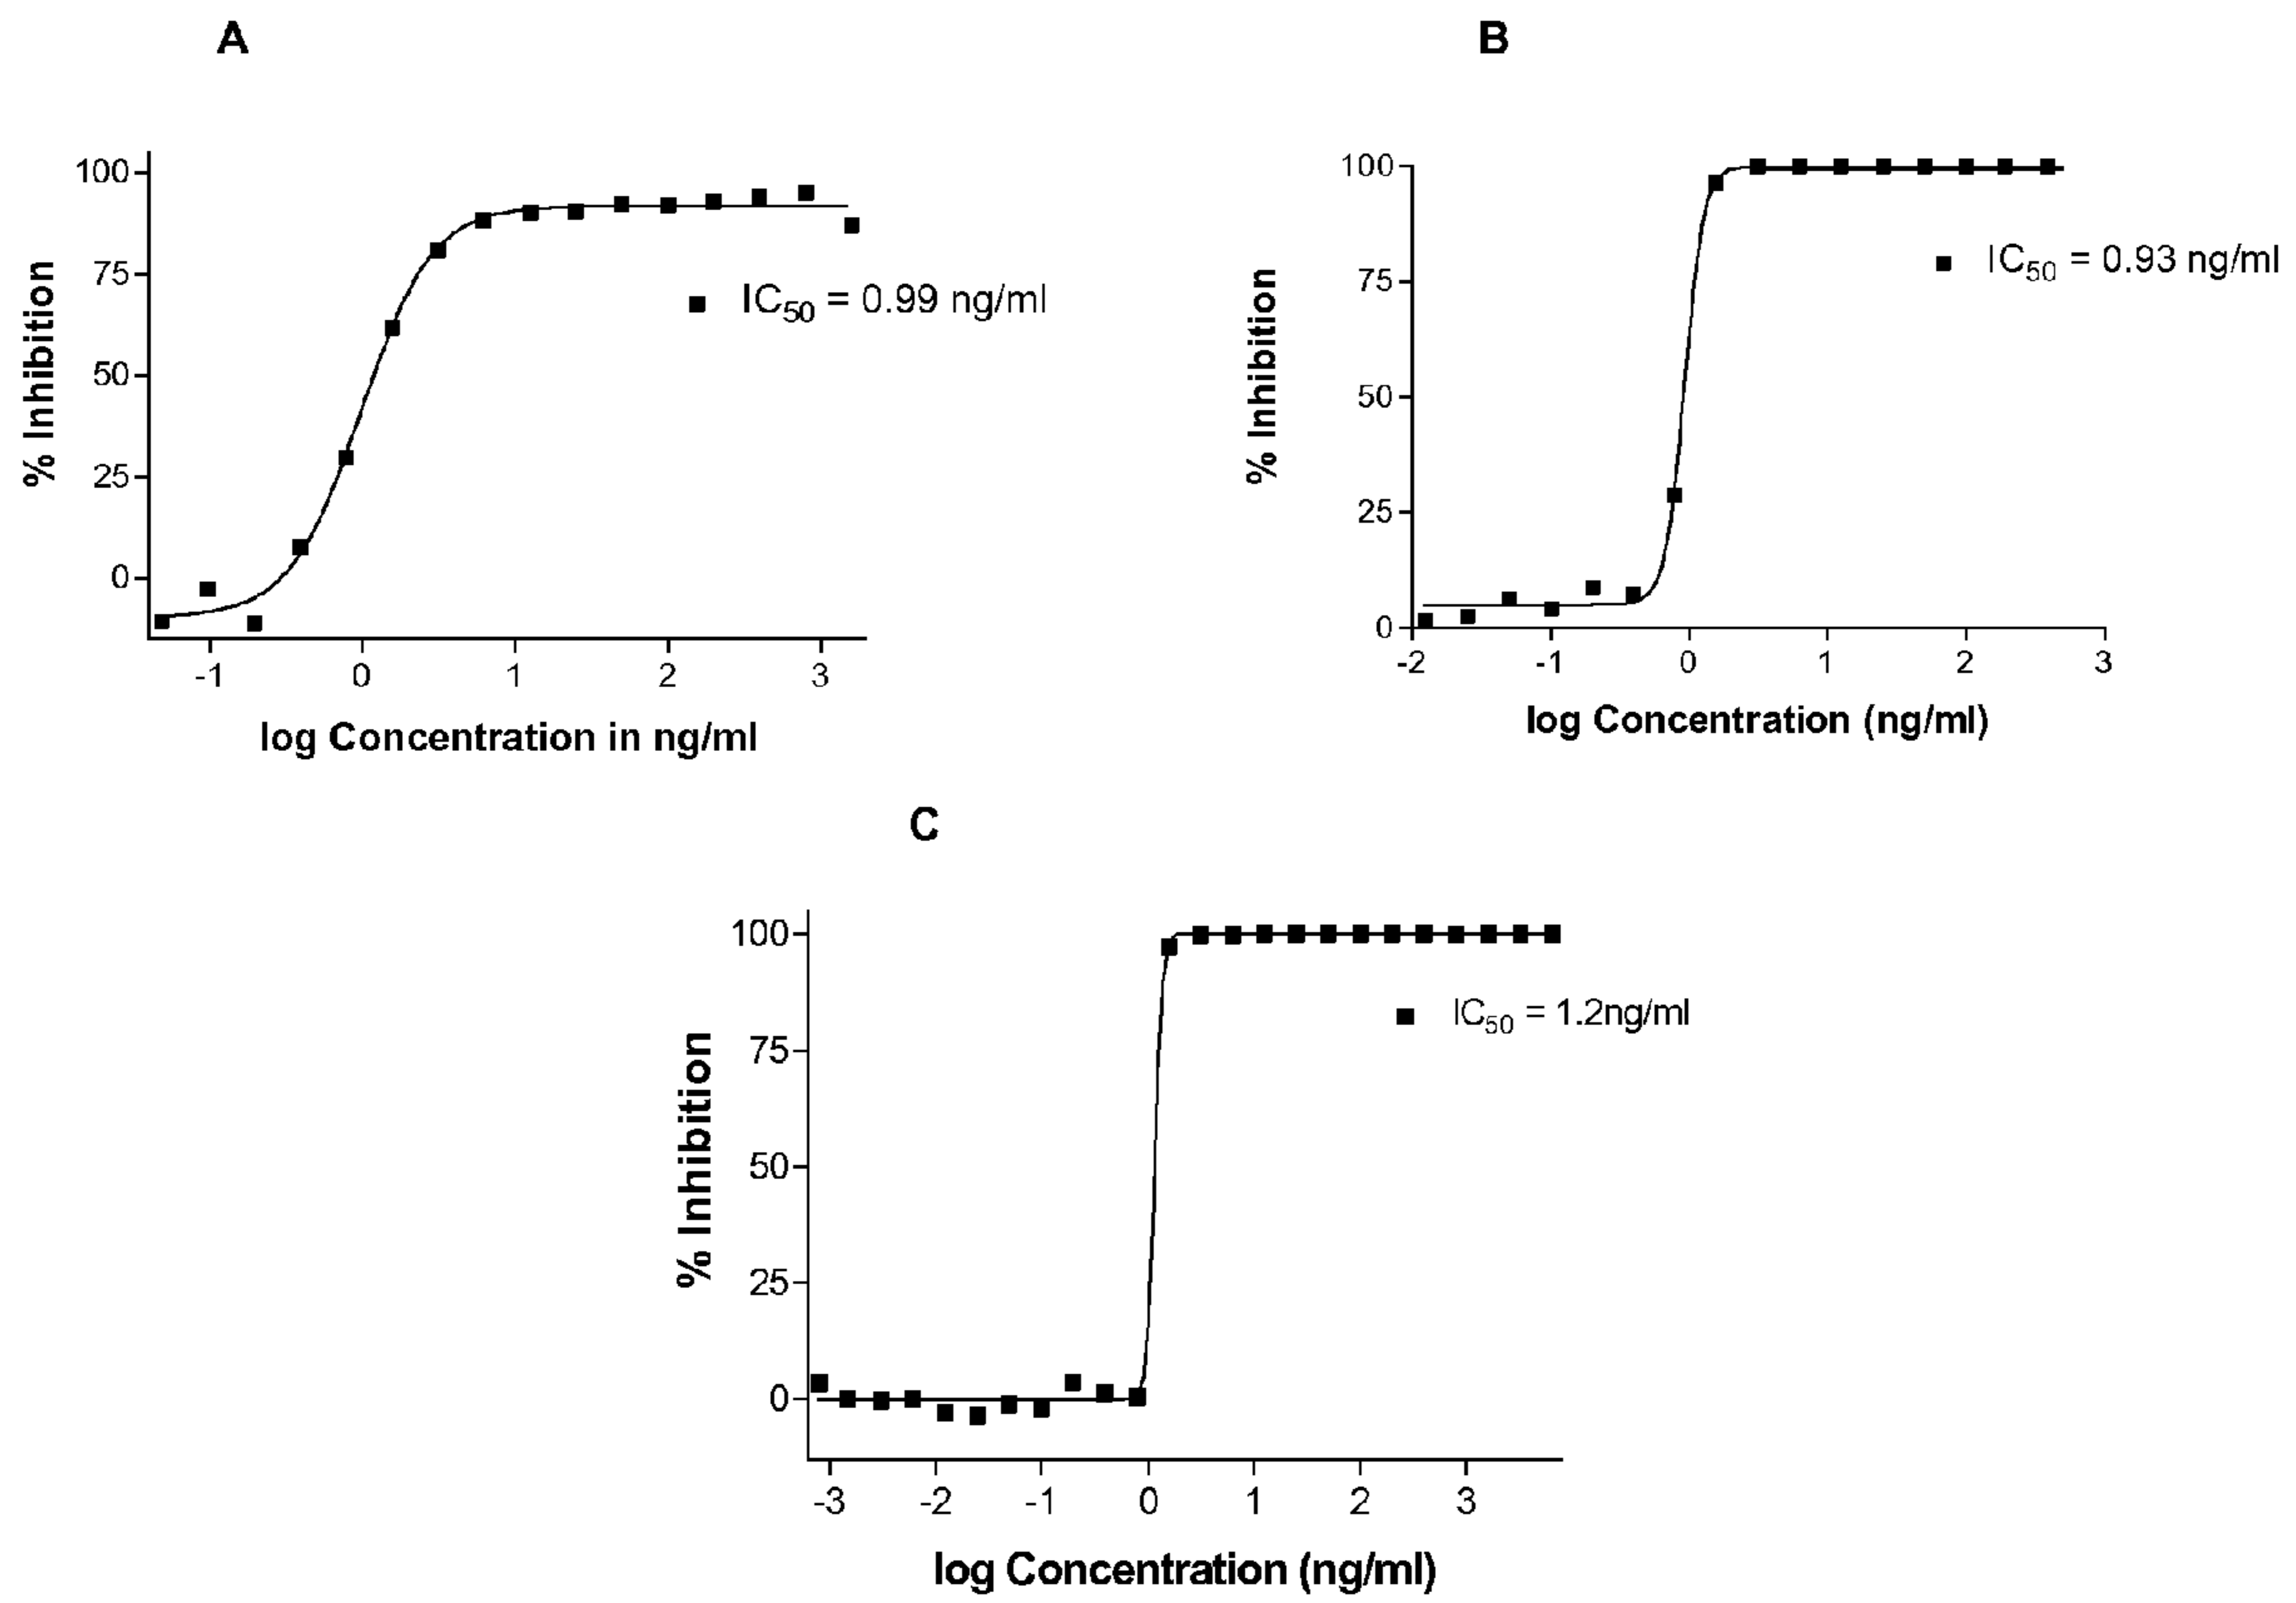 A
% Inhibition
100
75
50
25
0
IC50 = 0.99 ng/ml
-1 0 1 2 3
log Concentration in ng/ml
B
% Inhibition
100
75
50
25
0
IC50 = 0.93 ng/ml
-2 -1 0 1 2 3
log Concentration (ng/ml)
C
% Inhibition
100
75
50
25
0
IC50 = 1.2ng/ml
-3 -2 -1 0 1 2 3
log Concentration (ng/ml)